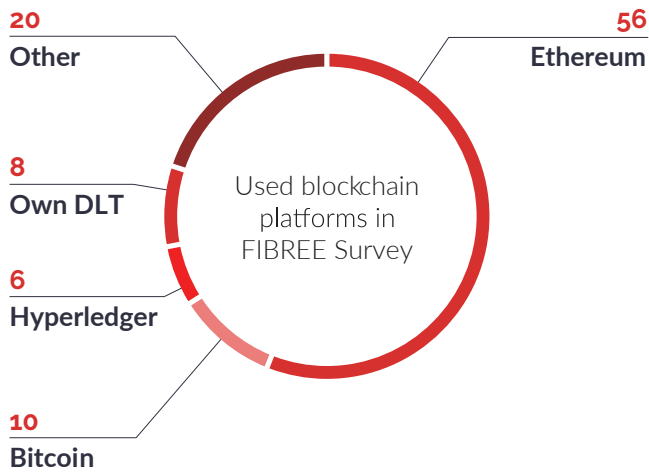 20
Other
56
Ethereum
8
Own DLT
Used blockchain
platforms in
FIBREE Survey
6
Hyperledger
10
Bitcoin